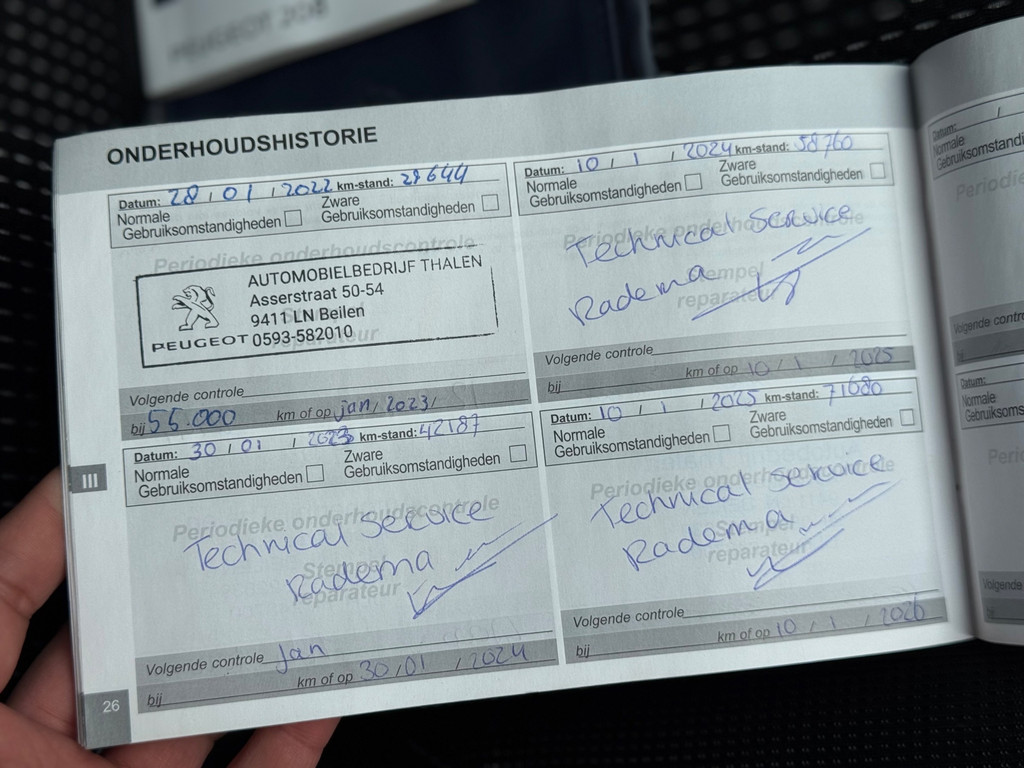 PEUGEOT 208
ONDERHOUDSHISTORIE
Datum: 28 / 01 / 2022 km-stand: 28644
Normale Gebruiksomstandigheden
Zware Gebruiksomstandigheden
Periodieke onderhoudscontrole
AUTOMOBIELBEDRIJF THALEN
Asserstraat 50-54
9411 LN Beilen
PEUGEOT 0593-582010
Volgende controle
bij 55.000 km of op jan / 2023 /
Datum: 30 / 01 / 2023 km-stand: 42187
Normale Gebruiksomstandigheden
Zware Gebruiksomstandigheden
Periodieke onderhoudscontrole
Technical Service
Stempel
Radema
reparateur
Volgende controle Jan
bij km of op 30 / 01 / 2024
Datum: 10 / 1 / 2024 km-stand: 58760
Normale Gebruiksomstandigheden
Zware Gebruiksomstandigheden
Periodieke onderhoudscontrole
Technical Service
Stempel
Radema
reparateur
Volgende controle
bij km of op 10 / 1 / 2025
Datum: 10 / 1 / 2025 km-stand: 71680
Normale Gebruiksomstandigheden
Zware Gebruiksomstandigheden
Periodieke onderhoudscontrole
Technical Service
Stempel
Radema
reparateur
Volgende controle
bij km of op 10 / 1 / 2026
III
26
Datum: /
Normale
Volgende
bij
Datum:
Normale
Volgende
bij